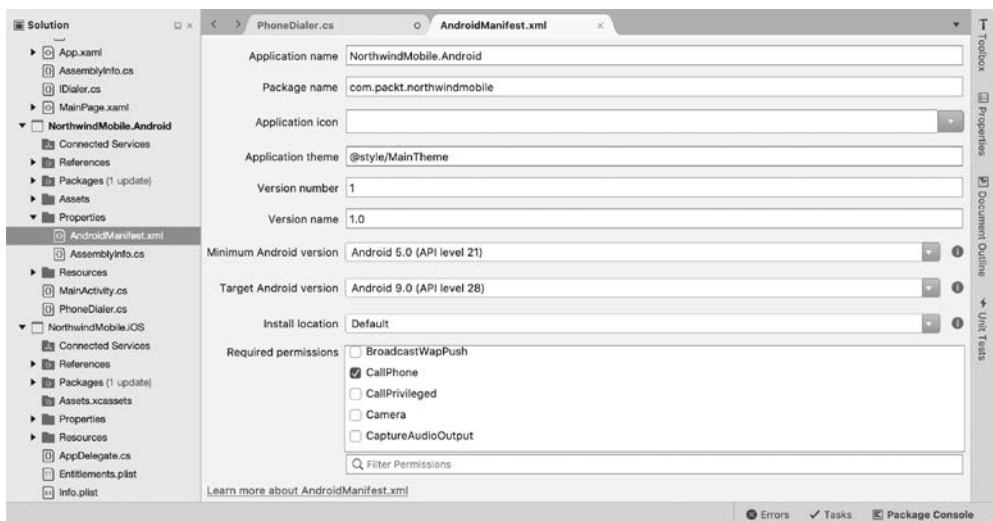 Solution
App.xaml
AssemblyInfo.cs
IDialer.cs
MainPage.xaml
NorthwindMobile.Android
Connected Services
References
Packages (1 update)
Assets
Properties
AndroidManifest.xml
AssemblyInfo.cs
Resources
MainActivity.cs
PhoneDialer.cs
NorthwindMobile.iOS
Connected Services
References
Packages (1 update)
Assets.xcassets
Properties
Resources
AppDelegate.cs
Entitlements.plist
Info.plist
PhoneDialer.cs
AndroidManifest.xml
Application name NorthwindMobile.Android
Package name com.packt.northwindmobile
Application icon
Application theme @style/MainTheme
Version number 1
Version name 1.0
Minimum Android version Android 5.0 (API level 21)
Target Android version Android 9.0 (API level 28)
Install location Default
Required permissions
BroadcastWapPush
CallPhone
CallPrivileged
Camera
CaptureAudioOutput
Filter Permissions
Learn more about AndroidManifest.xml
Toolbox
Properties
Document Outline
Unit Tests
Errors Tasks Package Console